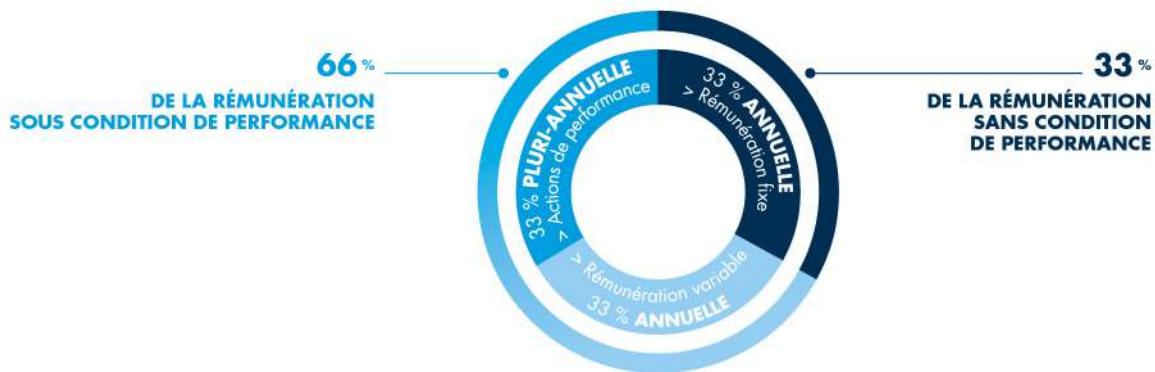 66 %
DE LA RÉMUNÉRATION
SOUS CONDITION DE PERFORMANCE
33 % PLURI-ANNUELLE
> Actions de performance
33 % ANNUELLE
> Rémunération fixe
> Rémunération variable
33 % ANNUELLE
33 %
DE LA RÉMUNÉRATION
SANS CONDITION
DE PERFORMANCE